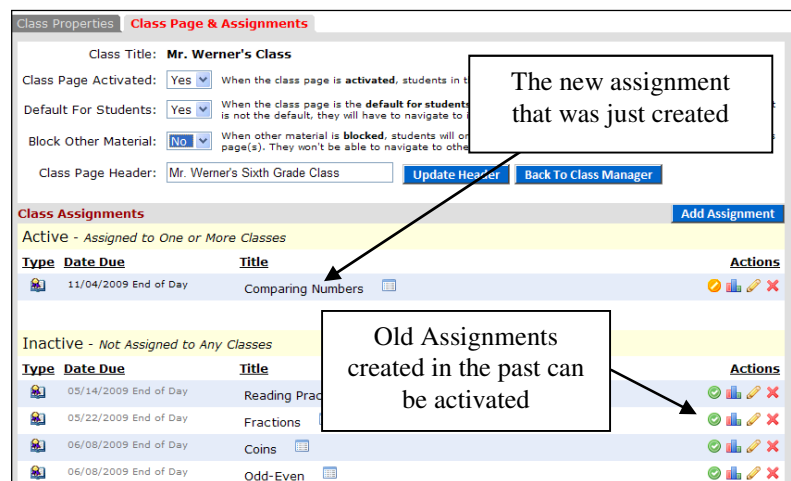 Class Properties Class Page & Assignments
Class Title: Mr. Werner's Class
Class Page Activated: Yes When the class page is activated, students in
Default For Students: Yes When the class page is the default for students
is not the default, they will have to navigate to
Block Other Material: No When other material is blocked, students will
page(s). They won't be able to navigate to
Class Page Header: Mr. Werner's Sixth Grade Class Update Header Back To Class Manager
The new assignment
that was just created
Class Assignments Add Assignment
Active - Assigned to One or More Classes
Type Date Due Title Actions
11/04/2009 End of Day Comparing Numbers
Inactive - Not Assigned to Any Classes
Type Date Due Title Actions
05/14/2009 End of Day Reading
05/22/2009 End of Day Fractions
06/08/2009 End of Day Coins
06/08/2009 End of Day Odd-Even
Old Assignments
created in the past can
be activated